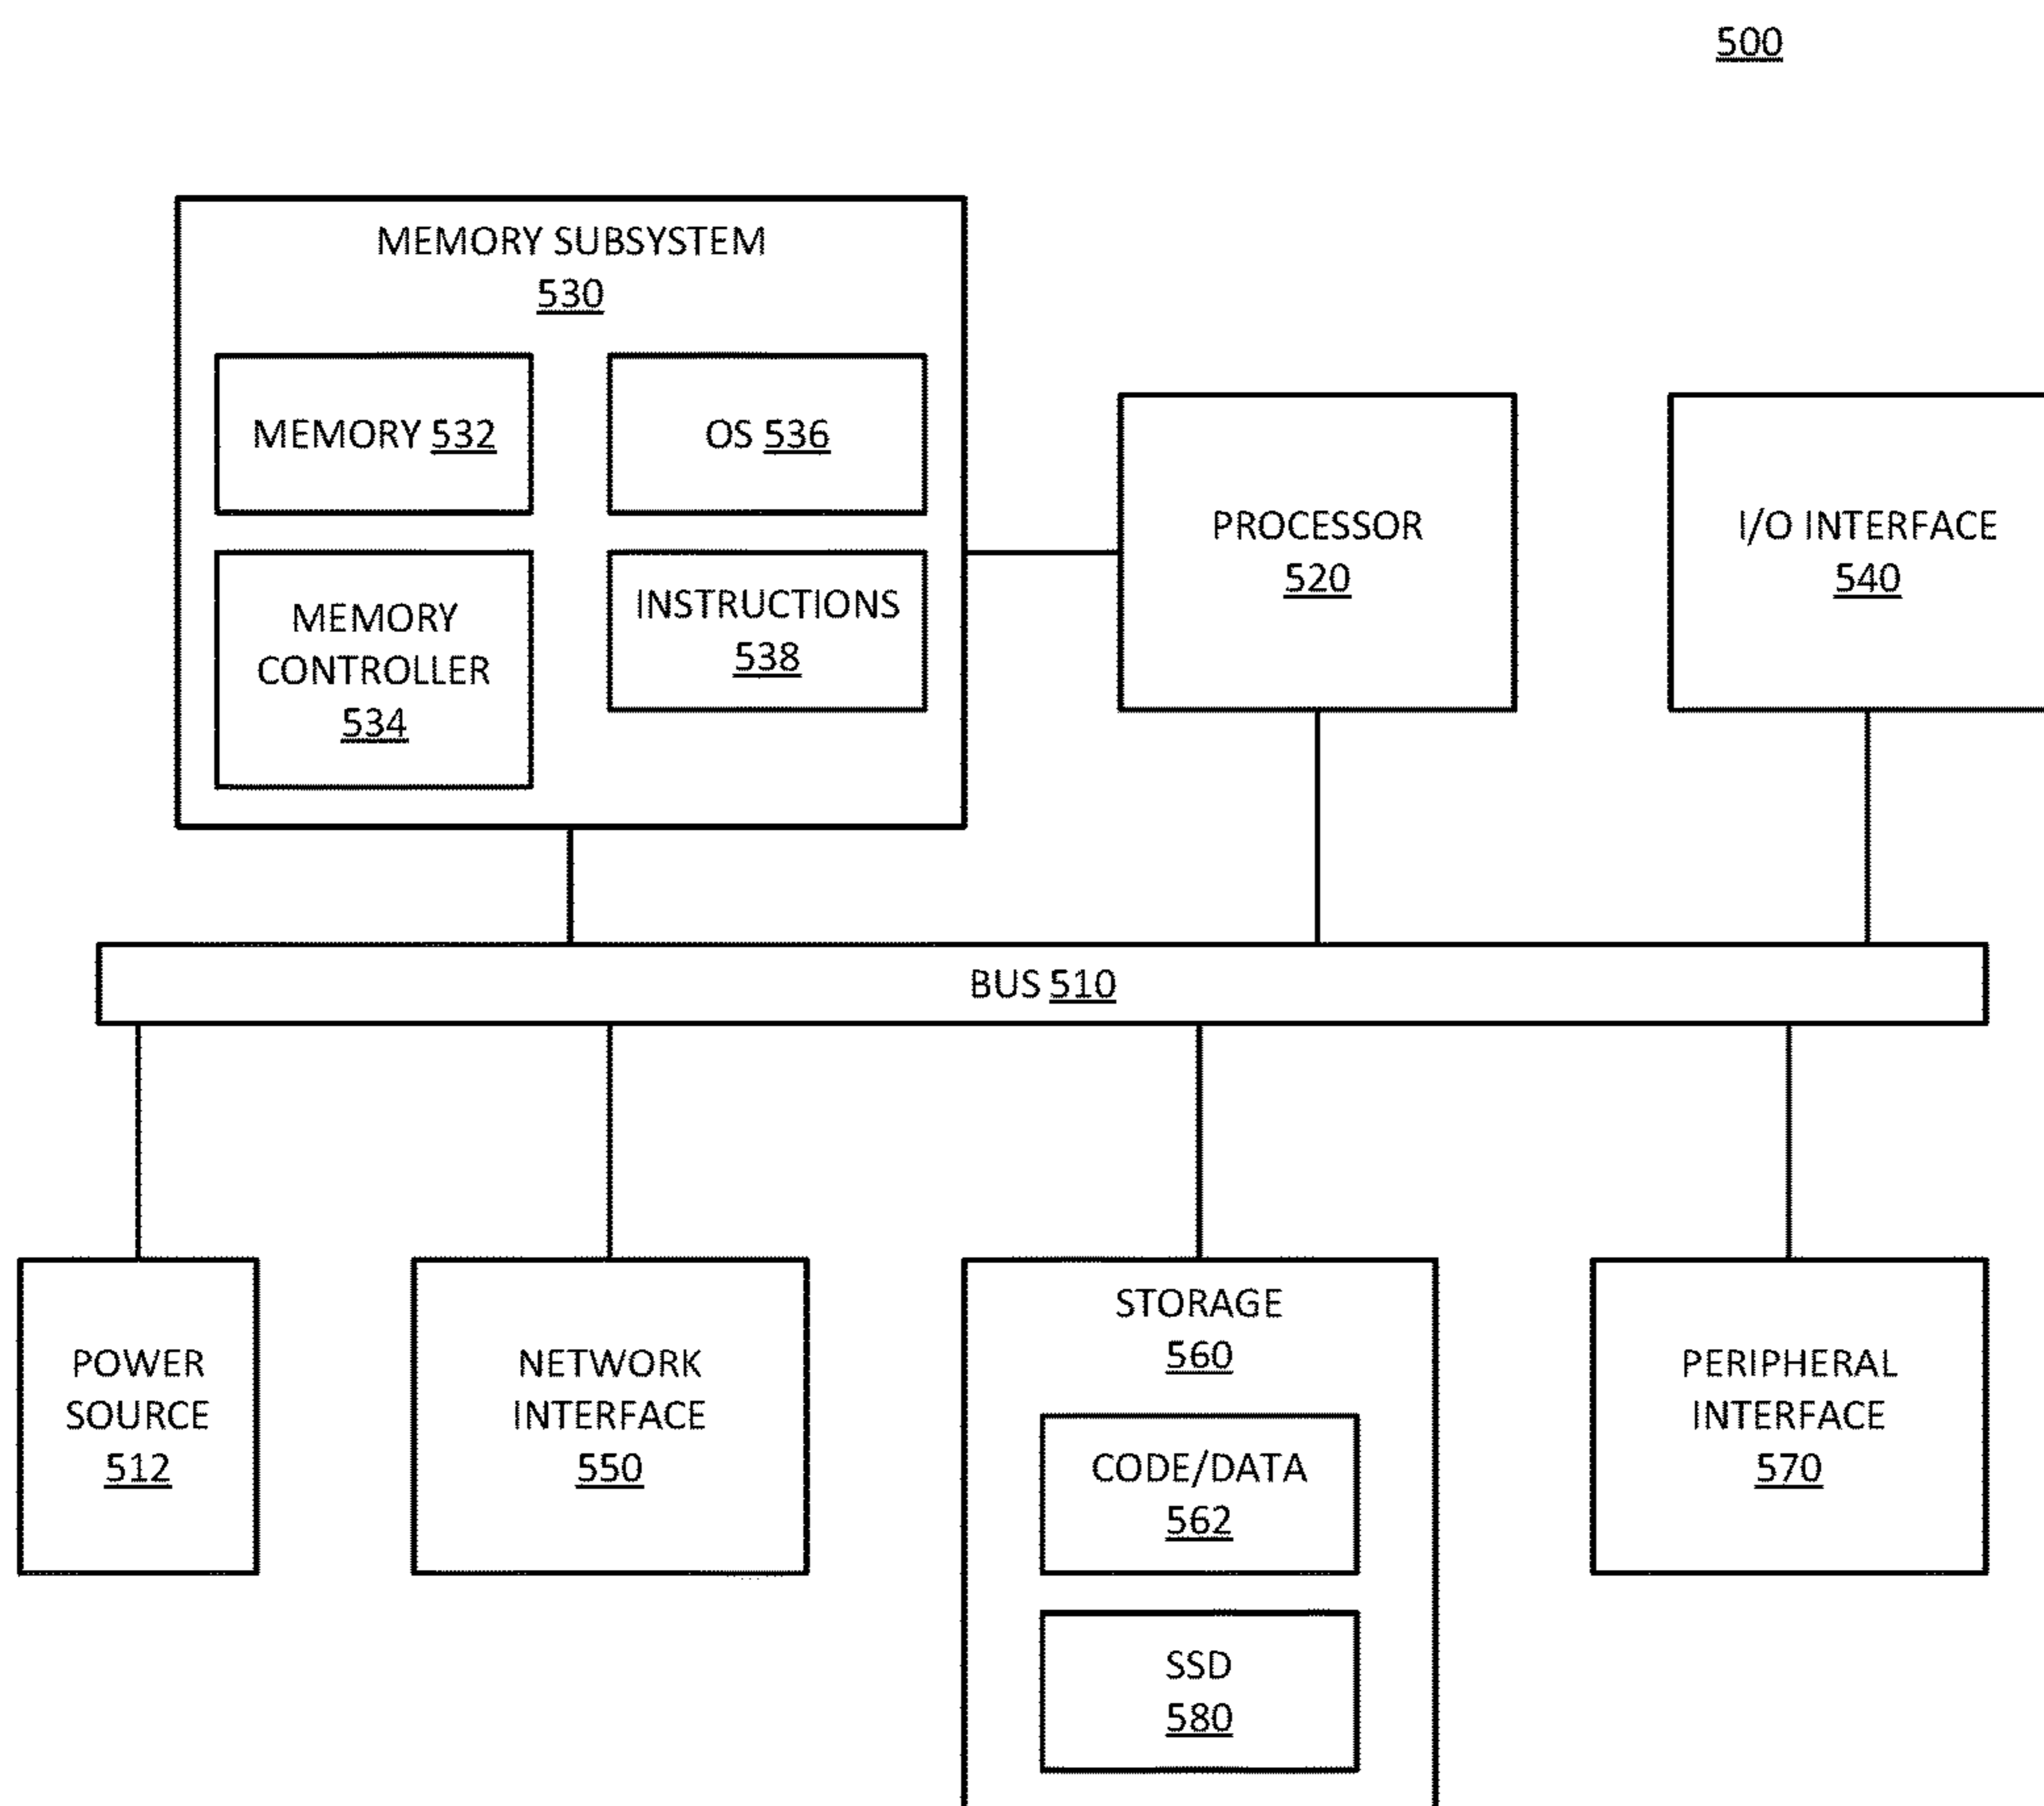 500
MEMORY SUBSYSTEM
530
MEMORY 532
OS 536
MEMORY
CONTROLLER
534
INSTRUCTIONS
538
PROCESSOR
520
I/O INTERFACE
540
BUS 510
POWER
SOURCE
512
NETWORK
INTERFACE
550
STORAGE
560
CODE/DATA
562
SSD
580
PERIPHERAL
INTERFACE
570